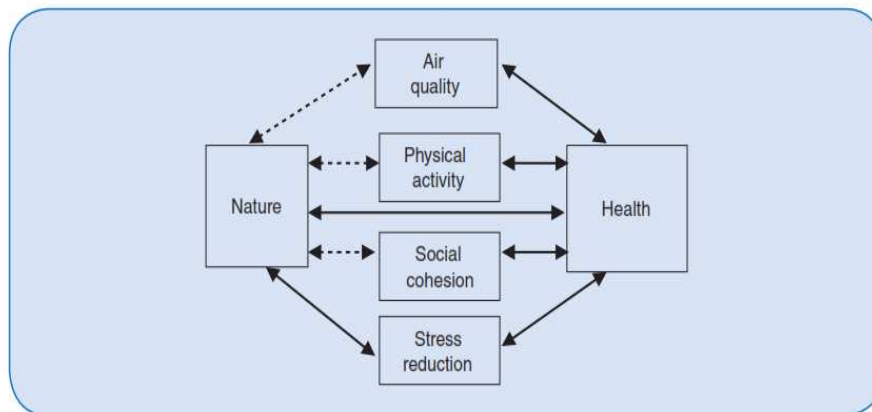 Air
quality
Physical
activity
Nature
Health
Social
cohesion
Stress
reduction